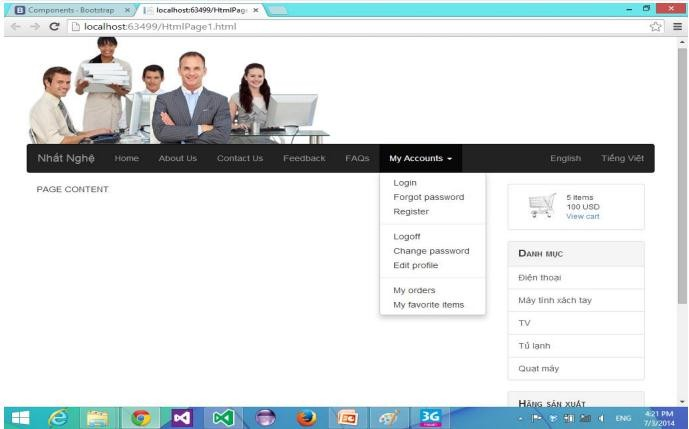 Components - Bootstrap
localhost:63499/HtmlPag
localhost:63499/HtmlPage1.html
Nhất Nghệ Home About Us Contact Us Feedback FAQs My Accounts English Tiếng Việt
PAGE CONTENT
Login
Forgot password
Register
Logoff
Change password
Edit profile
My orders
My favorite items
5 items
100 USD
View cart
DANH MỤC
Điện thoại
Máy tính xách tay
TV
Tủ lạnh
Quạt máy
HÃNG SẢN XUẤT
3G
ENG
4:21 PM
7/3/2014